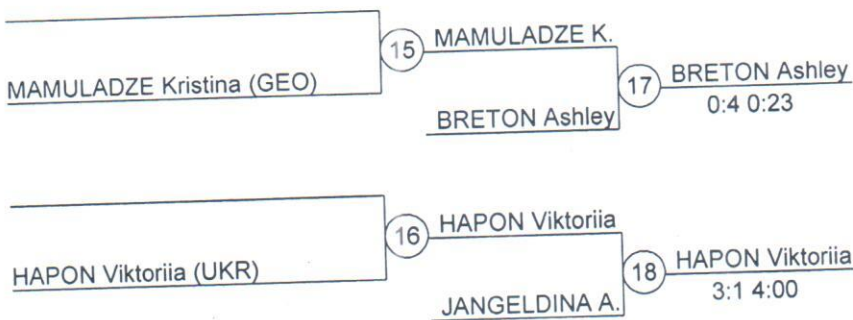 15
MAMULADZE K.
MAMULADZE Kristina (GEO)
17
BRETON Ashley
BRETON Ashley
0:4 0:23
16
HAPON Viktoriia
HAPON Viktoriia (UKR)
18
HAPON Viktoriia
JANGELDINA A.
3:1 4:00